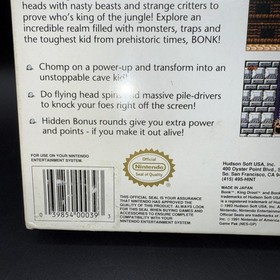 heads with nasty beasts and strange critters to
prove who's king of the jungle! Explore an
incredible realm filled with monsters, traps
and the toughest kid from prehistoric times, BONK!
Chomp on a power-up and transform into an
unstoppable cave kid!
Do flying head spins and massive pile-drivers
to knock your foes right off the screen!
Hidden Bonus rounds give you extra power
and points - if you make it out alive!
FOR USE ON YOUR NINTENDO
ENTERTAINMENT SYSTEM.
0 39854 00039
Official
Nintendo
Seal of Quality
THIS OFFICIAL SEAL IS YOUR
ASSURANCE THAT NINTENDO HAS
APPROVED THE QUALITY OF THIS
PRODUCT. ALWAYS LOOK FOR
THIS SEAL WHEN BUYING GAMES AND
ACCESSORIES TO ENSURE COMPLETE
COMPATIBILITY WITH YOUR
NINTENDO ENTERTAINMENT SYSTEM.
Hudson Soft USA, Inc.
400 Oyster Point Blvd.,
So. San Francisco, CA
(415) 495-HINT
MADE IN JAPAN